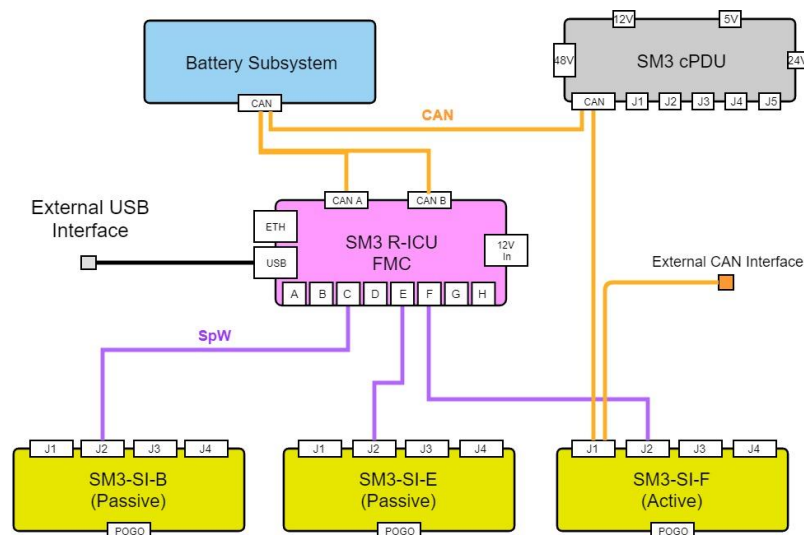 12V
5V
48V
24V
Battery Subsystem
SM3 cPDU
CAN
CAN
J1
J2
J3
J4
J5
CAN
CAN A
CAN B
External USB
Interface
ETH
USB
SM3 R-ICU
FMC
12V
In
External CAN Interface
A
B
C
D
E
F
G
H
SpW
J1
J2
J3
J4
SM3-SI-B
(Passive)
POGO
J1
J2
J3
J4
SM3-SI-E
(Passive)
POGO
J1
J2
J3
J4
SM3-SI-F
(Active)
POGO